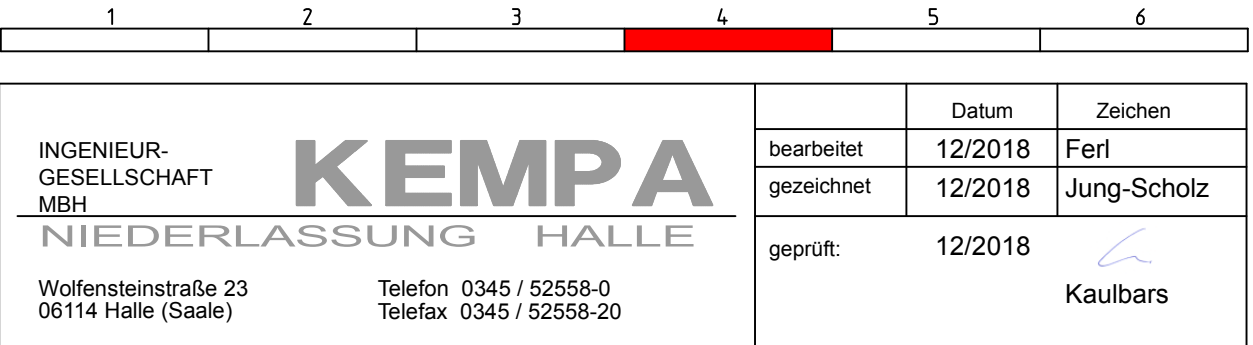 1 2 3 4 5 6
Datum Zeichen
INGENIEUR-
GESELLSCHAFT
MBH
KEMPA
NIEDERLASSUNG HALLE
Wolfensteinstraße 23
06114 Halle (Saale)
Telefon 0345 / 52558-0
Telefax 0345 / 52558-20
bearbeitet 12/2018 Ferl
gezeichnet 12/2018 Jung-Scholz
geprüft: 12/2018
Kaulbars